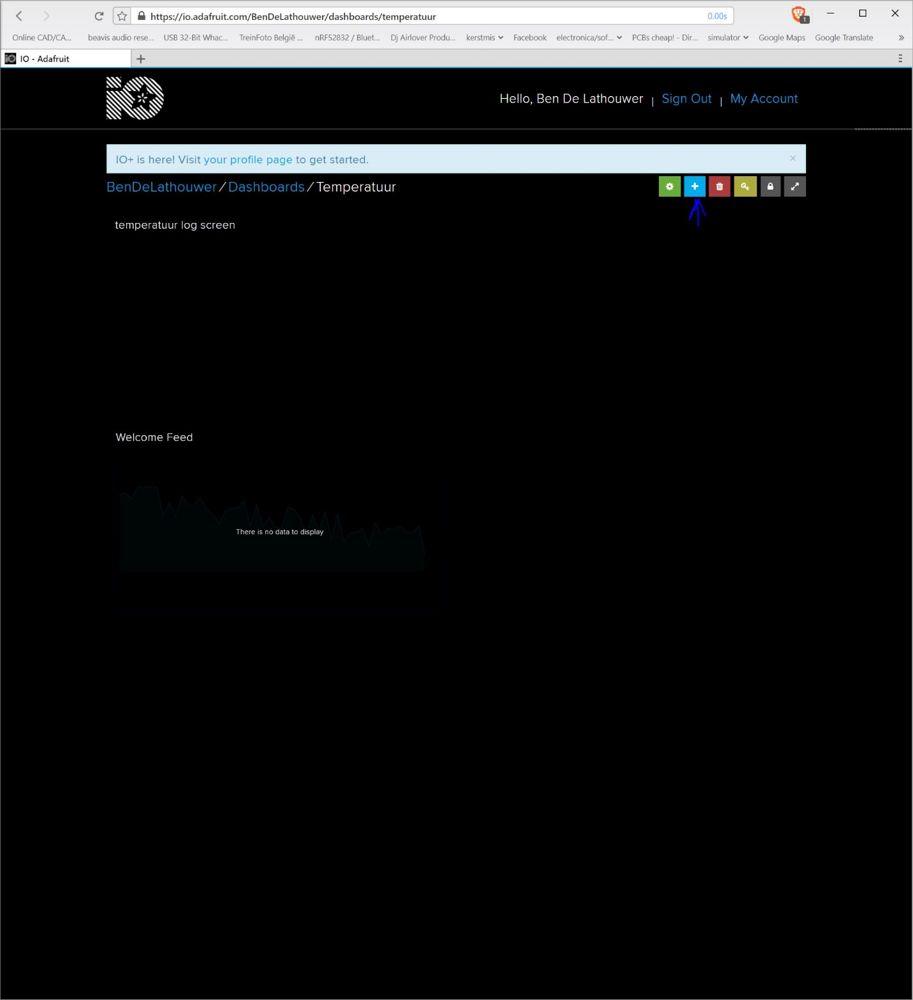 https://io.adafruit.com/BenDeLathouwer/dashboards/temperatuur 0.00s 1
Online CAD/CA... beavis audio rese... USB 32-Bit Whac... TreinFoto België ... nRF52832 / Bluet... Dj Airlover Produ... kerstmis Facebook electronica/sof... PCBs cheap! - Dir... simulator Google Maps Google Translate »
IO - Adafruit
io
Hello, Ben De Lathouwer | Sign Out | My Account
IO+ is here! Visit your profile page to get started. ×
BenDeLathouwer / Dashboards / Temperatuur
temperatuur log screen
Welcome Feed
There is no data to display